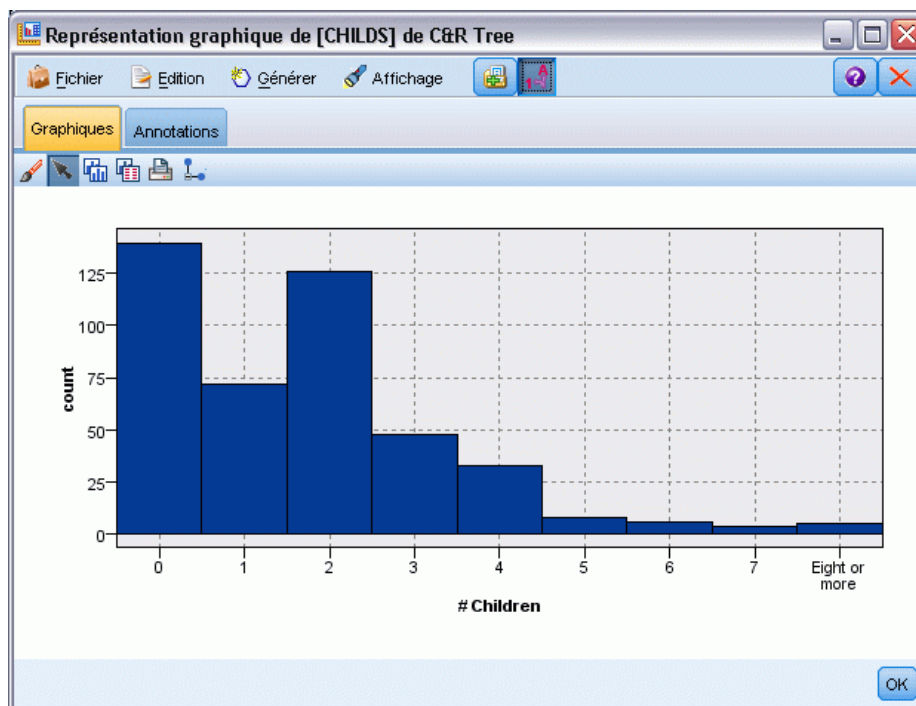 Représentation graphique de [CHILDS] de C&R Tree
Fichier Edition Générer Affichage
Graphiques Annotations
125
100
75
50
25
0
count
0 1 2 3 4 5 6 7 Eight or
more
# Children
OK